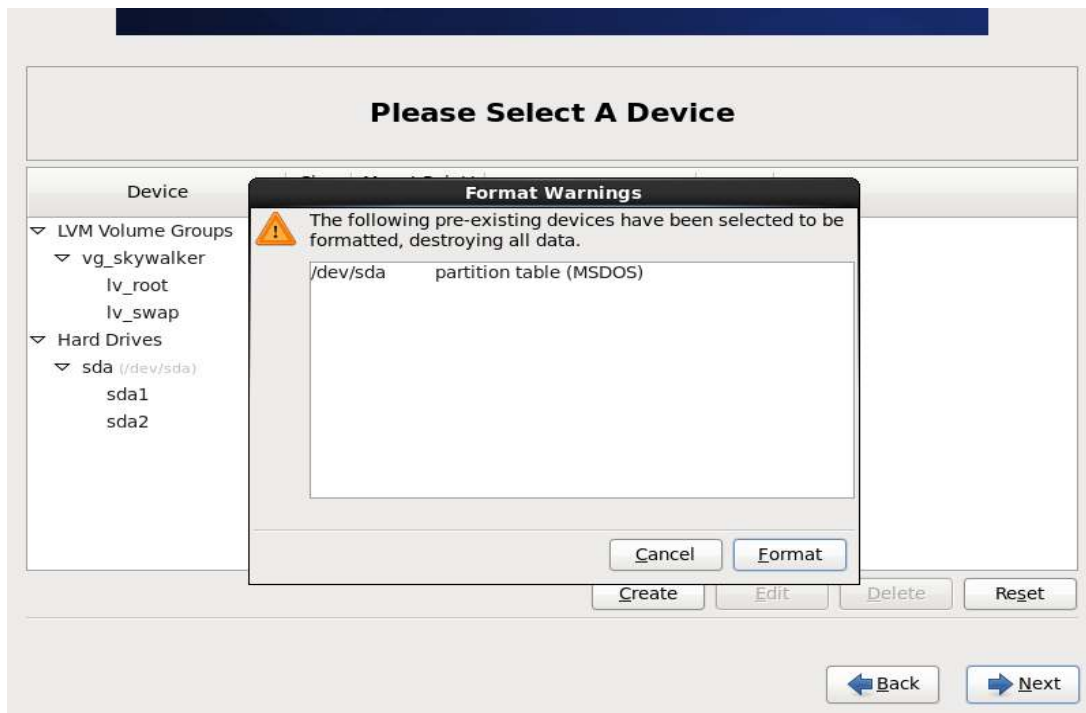 Please Select A Device
Device
Format Warnings
The following pre-existing devices have been selected to be
formatted, destroying all data.
/dev/sda partition table (MSDOS)
LVM Volume Groups
vg_skywalker
lv_root
lv_swap
Hard Drives
sda (/dev/sda)
sda1
sda2
Cancel Format
Create Edit Delete Reset
Back Next